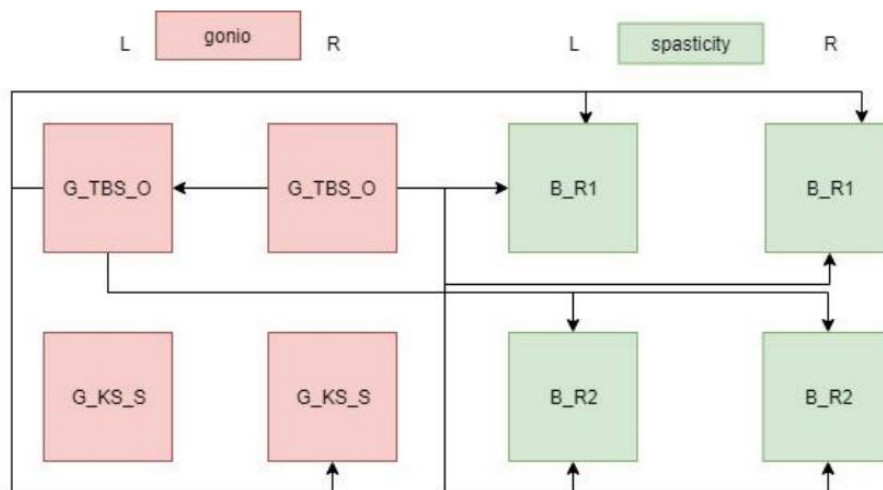 L gonio R L spasticity R
G_TBS_O G_TBS_O B_R1 B_R1
G_KS_S G_KS_S B_R2 B_R2